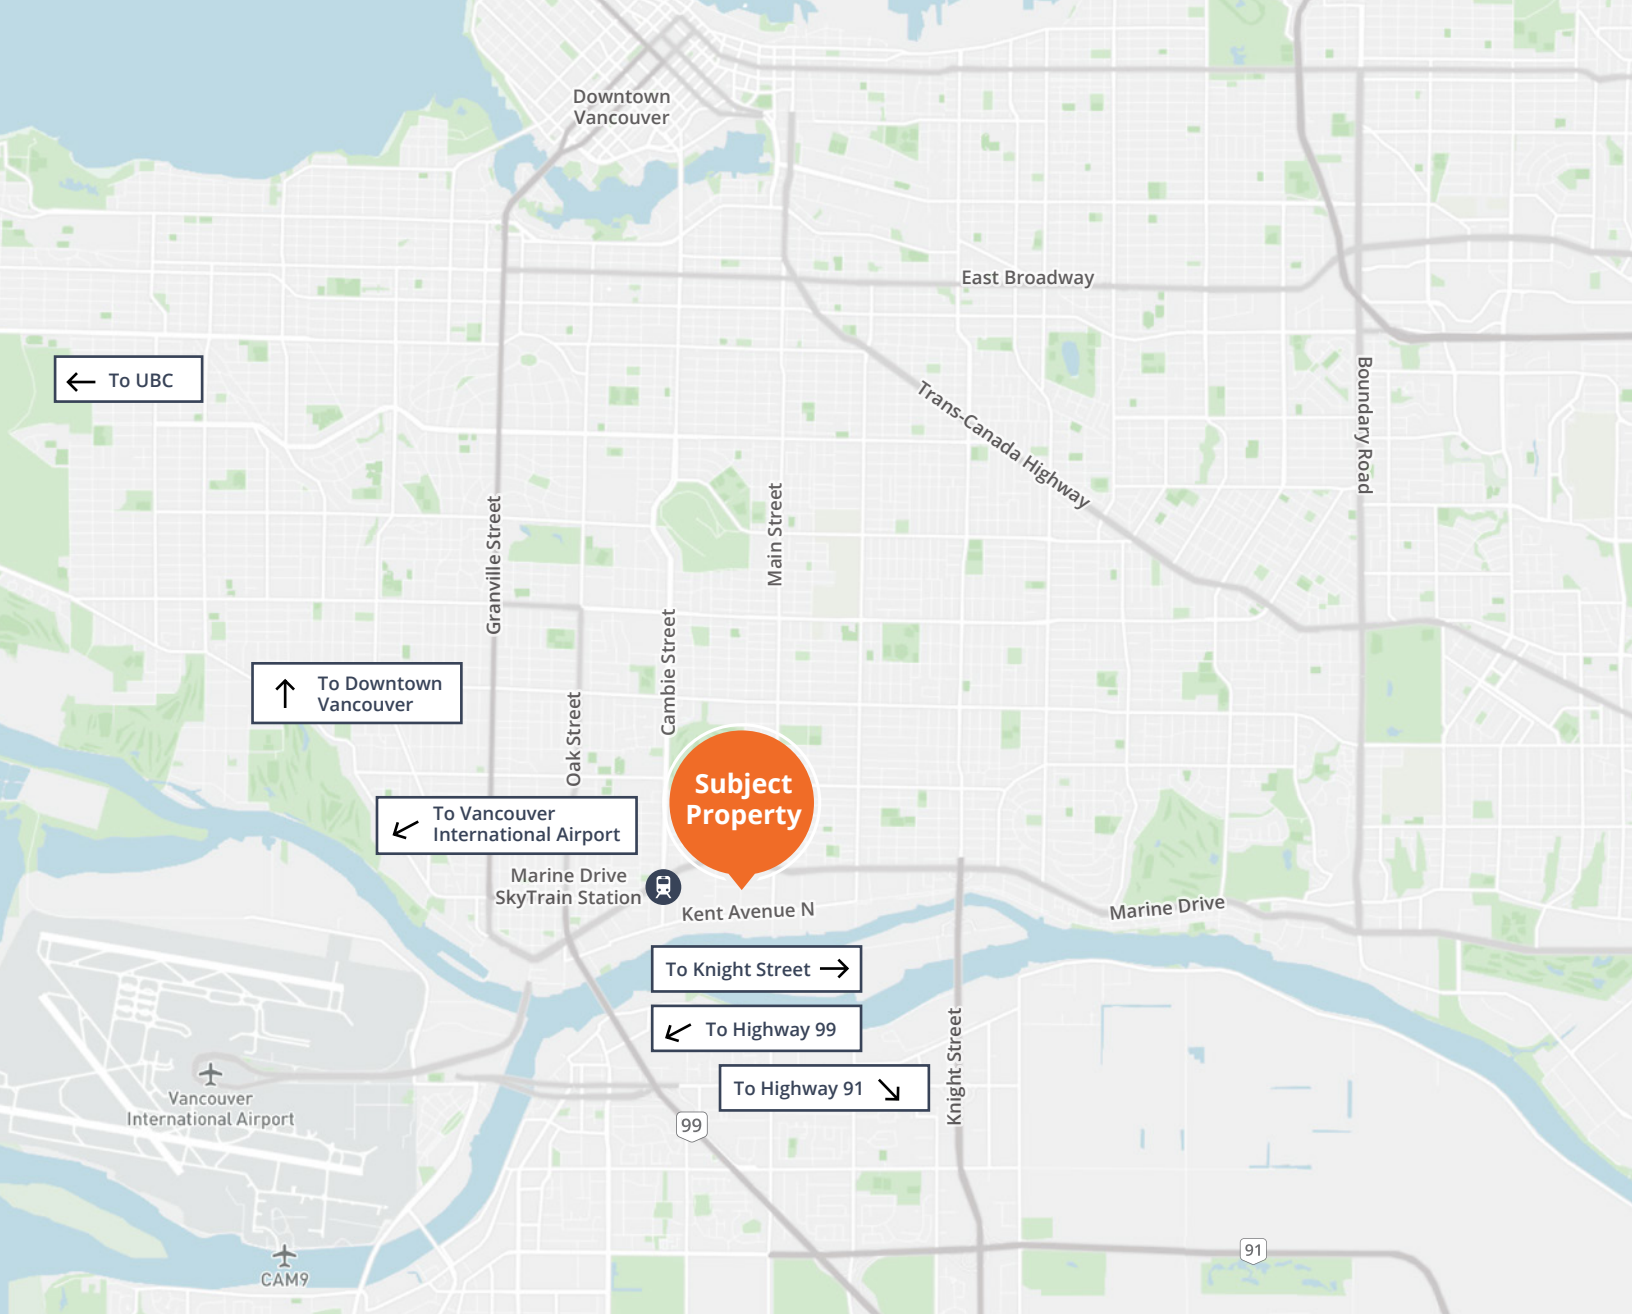 Downtown
Vancouver
East Broadway
To UBC
Trans-Canada Highway
Boundary Road
Granville Street
Main Street
Cambie Street
To Downtown
Vancouver
Oak Street
Subject
Property
To Vancouver
International Airport
Marine Drive
SkyTrain Station
Kent Avenue N
Marine Drive
To Knight Street
To Highway 99
Knight Street
To Highway 91
Vancouver
International Airport
99
91
CAM9